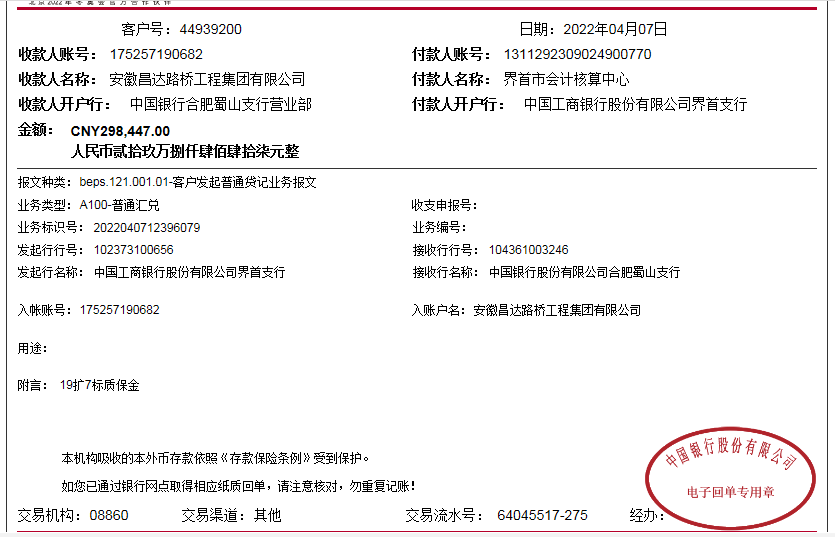 北京2022年冬奥会官方合作伙伴
客户号：44939200 日期：2022年04月07日
收款人账号：175257190682 付款人账号：1311292309024900770
收款人名称：安徽昌达路桥工程集团有限公司 付款人名称：界首市会计核算中心
收款人开户行：中国银行合肥蜀山支行营业部 付款人开户行：中国工商银行股份有限公司界首支行
金额：CNY298,447.00
人民币贰拾玖万捌仟肆佰肆拾柒元整
报文种类：beps.121.001.01-客户发起普通贷记业务报文
业务类型：A100-普通汇兑 收支申报号：
业务标识号：2022040712396079 业务编号：
发起行行号：102373100656 接收行行号：104361003246
发起行名称：中国工商银行股份有限公司界首支行 接收行名称：中国银行股份有限公司合肥蜀山支行
入帐账号：175257190682 入账户名：安徽昌达路桥工程集团有限公司
用途：
附言：19扩7标质保金
本机构吸收的本外币存款依照《存款保险条例》受到保护。
如您已通过银行网点取得相应纸质回单，请注意核对，勿重复记账！
中国银行股份有限公司
电子回单专用章
交易机构：08860 交易渠道：其他 交易流水号：64045517-275 经办：